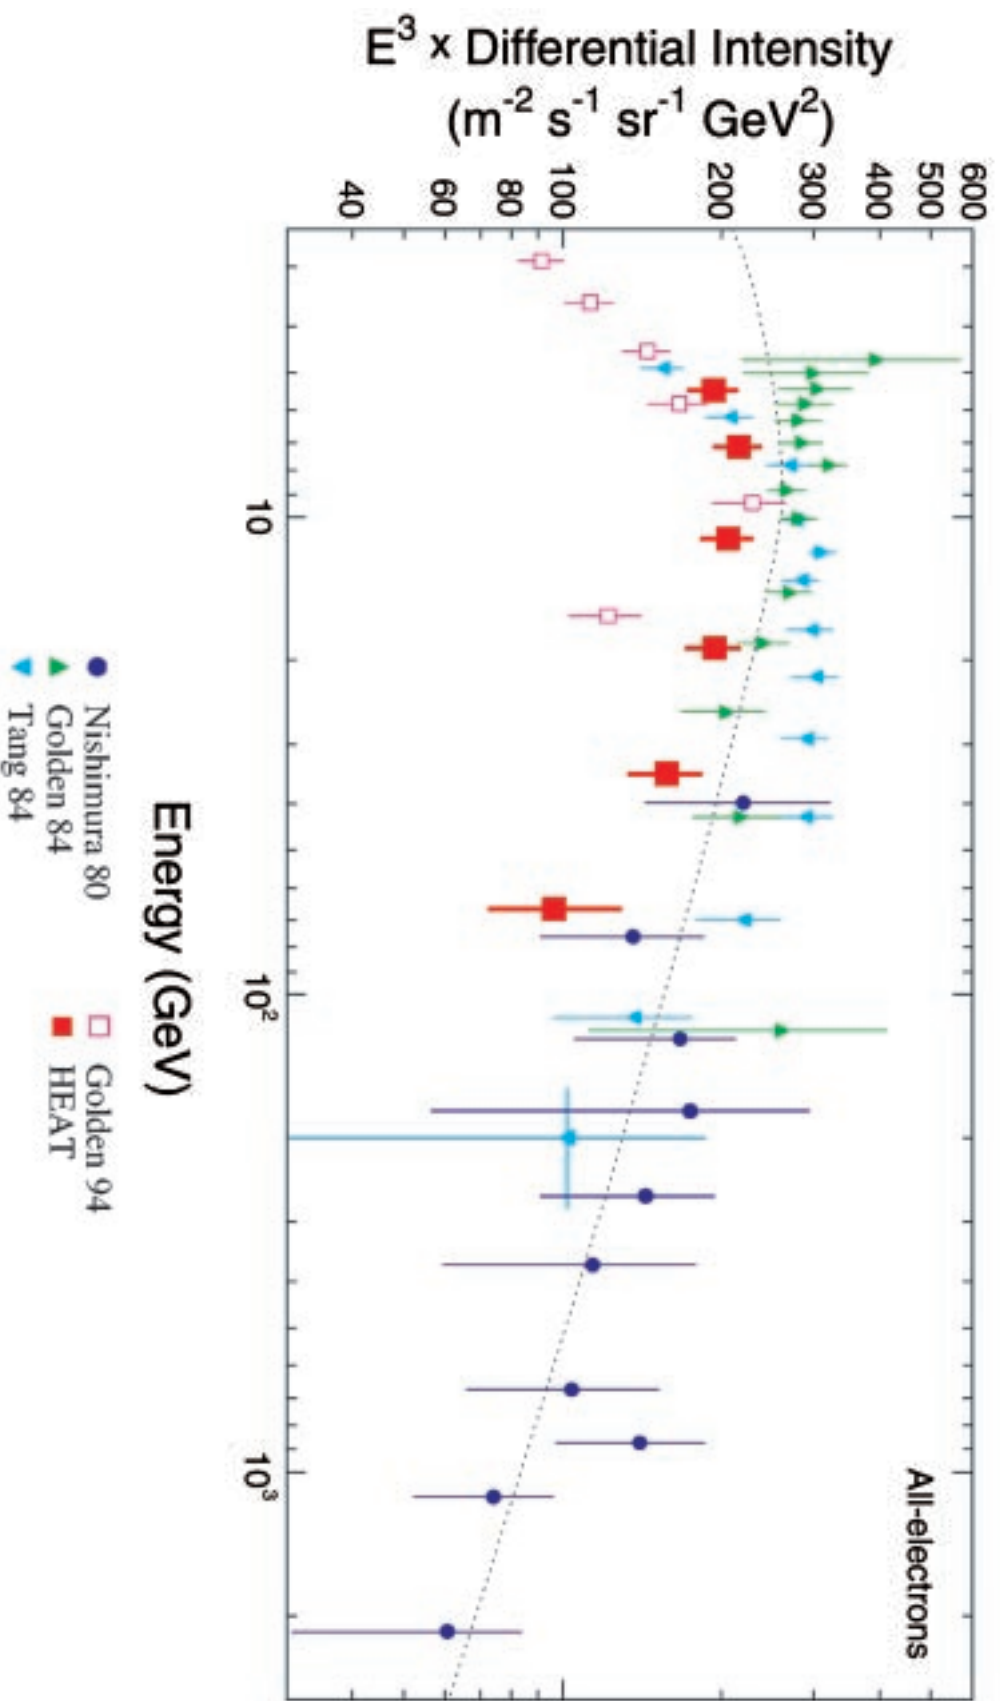 E³ x Differential Intensity
(m⁻² s⁻¹ sr⁻¹ GeV²)
600
500
400
300
200
100
80
60
40
All-electrons
10
10²
10³
Energy (GeV)
Nishimura 80
Golden 84
Tang 84
Golden 94
HEAT